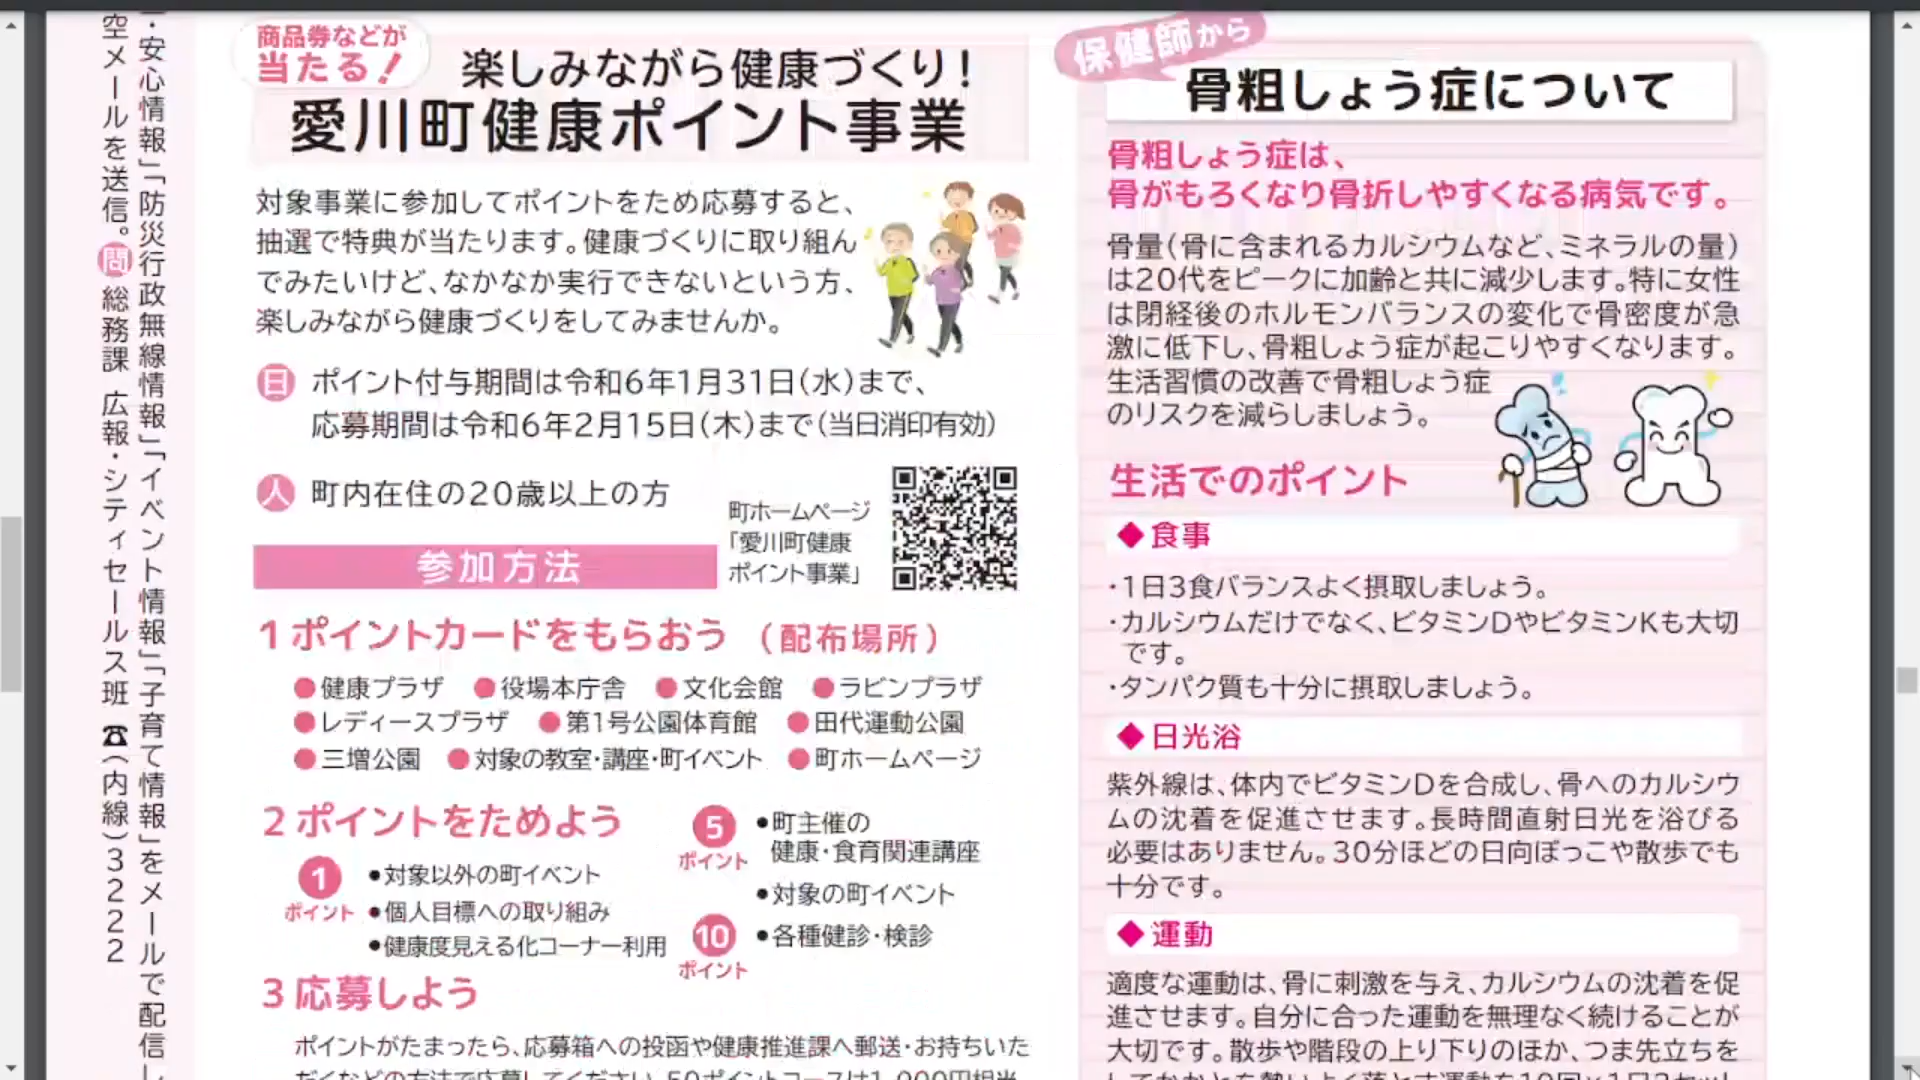 ・安心情報」「防災行政無線情報」「イベント情報」「子育て情報」をメールで配信し
空メールを送信。問 総務課 広報・シティセールス班 ☎(内線)3222
商品券などが
当たる!
楽しみながら健康づくり!
愛川町健康ポイント事業
対象事業に参加してポイントをため応募すると、
抽選で特典が当たります。健康づくりに取り組ん
でみたいけど、なかなか実行できないという方、
楽しみながら健康づくりをしてみませんか。
日 ポイント付与期間は令和6年1月31日(水)まで、
応募期間は令和6年2月15日(木)まで(当日消印有効)
人 町内在住の20歳以上の方
町ホームページ
「愛川町健康
ポイント事業」
参加方法
1 ポイントカードをもらおう (配布場所)
●健康プラザ ●役場本庁舎 ●文化会館 ●ラビンプラザ
●レディースプラザ ●第1号公園体育館 ●田代運動公園
●三増公園 ●対象の教室・講座・町イベント ●町ホームページ
2 ポイントをためよう
1
ポイント
●対象以外の町イベント
●個人目標への取り組み
●健康度見える化コーナー利用
5
ポイント
●町主催の
健康・食育関連講座
●対象の町イベント
10
ポイント
●各種健診・検診
3 応募しよう
ポイントがたまったら、応募箱への投函や健康推進課へ郵送・お持ちいた
だくなどの方法で応募してください。50ポイントコースは1,000円相当
保健師から
骨粗しょう症について
骨粗しょう症は、
骨がもろくなり骨折しやすくなる病気です。
骨量(骨に含まれるカルシウムなど、ミネラルの量)
は20代をピークに加齢と共に減少します。特に女性
は閉経後のホルモンバランスの変化で骨密度が急
激に低下し、骨粗しょう症が起こりやすくなります。
生活習慣の改善で骨粗しょう症
のリスクを減らしましょう。
生活でのポイント
◆食事
・1日3食バランスよく摂取しましょう。
・カルシウムだけでなく、ビタミンDやビタミンKも大切
です。
・タンパク質も十分に摂取しましょう。
◆日光浴
紫外線は、体内でビタミンDを合成し、骨へのカルシウ
ムの沈着を促進させます。長時間直射日光を浴びる
必要はありません。30分ほどの日向ぼっこや散歩でも
十分です。
◆運動
適度な運動は、骨に刺激を与え、カルシウムの沈着を促
進させます。自分に合った運動を無理なく続けることが
大切です。散歩や階段の上り下りのほか、つま先立ちを